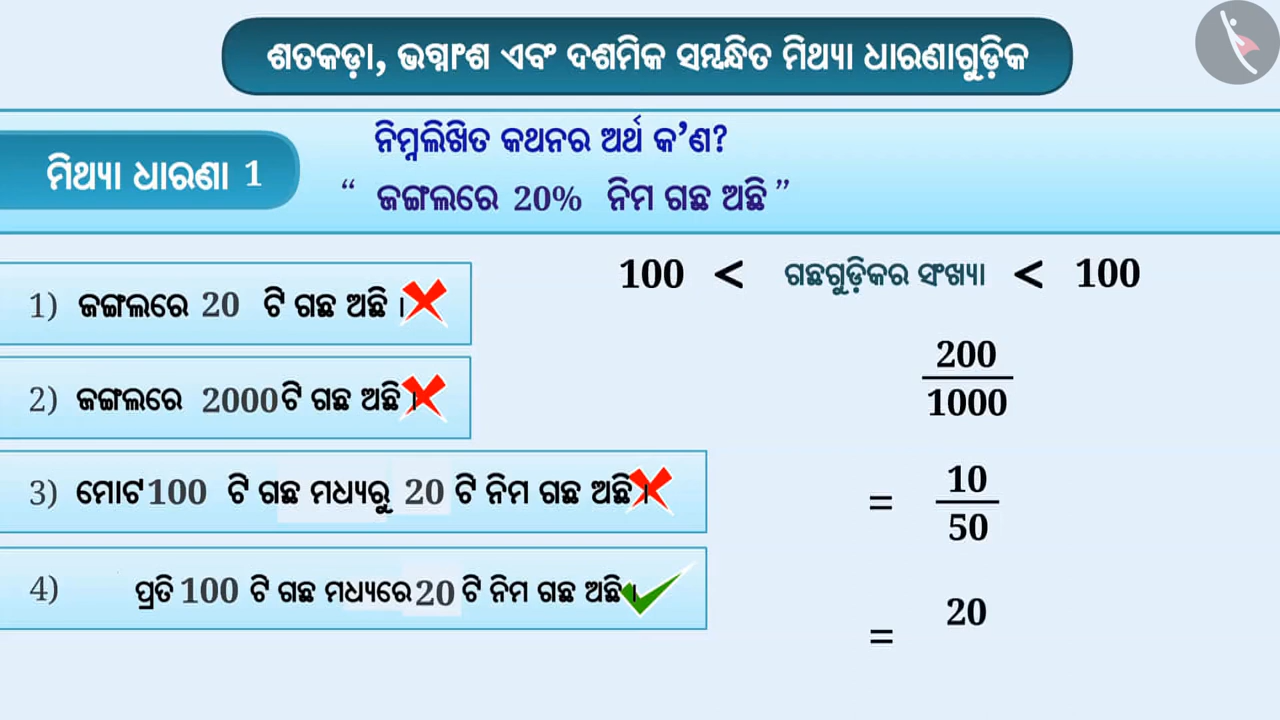 ଶତକଡ଼ା, ଭଗ୍ନାଂଶ ଏବଂ ଦଶମିକ ସମ୍ବନ୍ଧିତ ମିଥ୍ୟା ଧାରଣାଗୁଡ଼ିକ
ମିଥ୍ୟା ଧାରଣା 1
ନିମ୍ନଲିଖିତ କଥନର ଅର୍ଥ କ'ଣ?
“ ଜଙ୍ଗଲରେ 20% ନିମ ଗଛ ଅଛି ”
1) ଜଙ୍ଗଲରେ 20 ଟି ଗଛ ଅଛି ।
2) ଜଙ୍ଗଲରେ 2000 ଟି ଗଛ ଅଛି ।
3) ମୋଟ 100 ଟି ଗଛ ମଧ୍ୟରୁ 20 ଟି ନିମ ଗଛ ଅଛି ।
4) ପ୍ରତି 100 ଟି ଗଛ ମଧ୍ୟରେ 20 ଟି ନିମ ଗଛ ଅଛି ।
100 < ଗଛଗୁଡ଼ିକର ସଂଖ୍ୟା < 100
200
1000
= 10
50
= 20